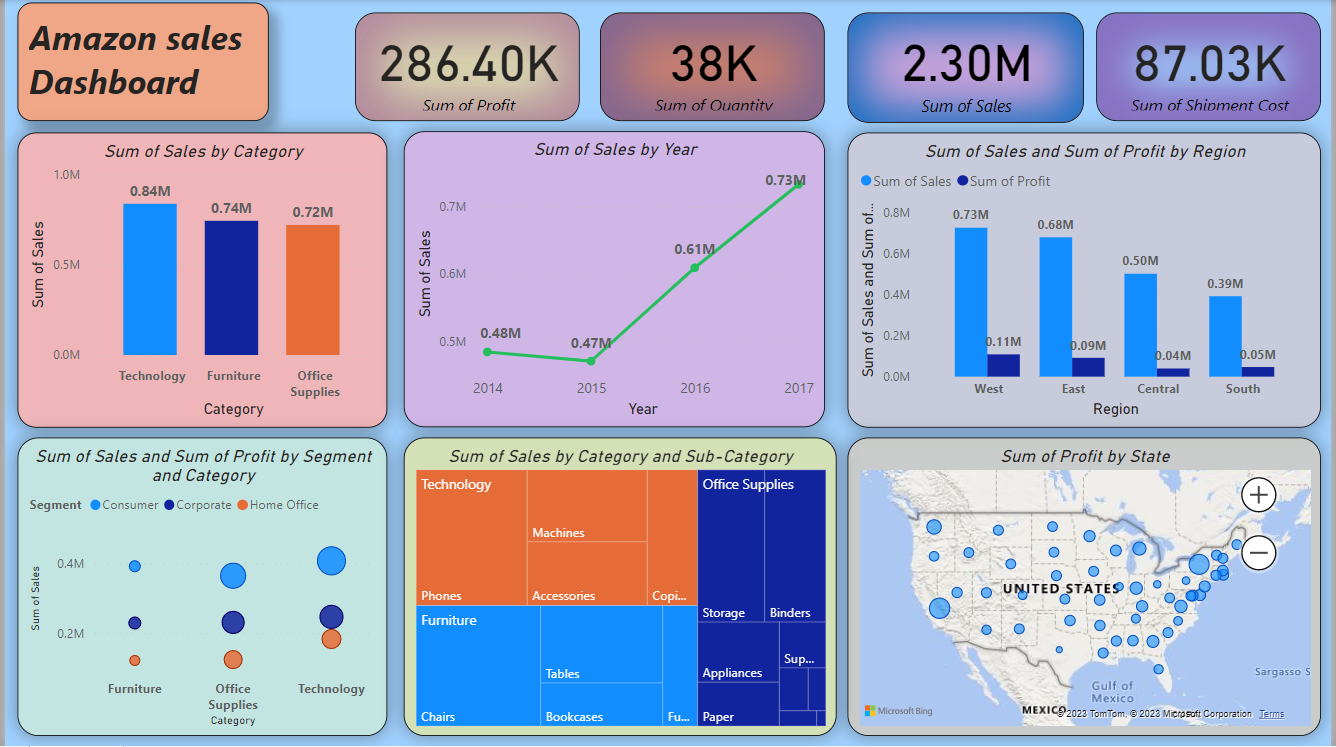 Amazon sales
Dashboard
286.40K
Sum of Profit
38K
Sum of Quantity
2.30M
Sum of Sales
87.03K
Sum of Shipment Cost
Sum of Sales by Category
Sum of Sales
1.0M
0.5M
0.0M
0.84M
0.74M
0.72M
Technology
Furniture
Office
Supplies
Category
Sum of Sales by Year
Sum of Sales
0.7M
0.6M
0.5M
0.48M
0.47M
0.61M
0.73M
2014
2015
2016
2017
Year
Sum of Sales and Sum of Profit by Region
Sum of Sales
Sum of Profit
Sum of Sales and Sum of...
0.8M
0.6M
0.4M
0.2M
0.0M
0.73M
0.11M
0.68M
0.09M
0.50M
0.04M
0.39M
0.05M
West
East
Central
South
Region
Sum of Sales and Sum of Profit by Segment
and Category
Segment
Consumer
Corporate
Home Office
Sum of Sales
0.4M
0.2M
Furniture
Office
Supplies
Technology
Category
Sum of Sales by Category and Sub-Category
Technology
Phones
Machines
Accessories
Copi...
Furniture
Chairs
Tables
Bookcases
Fu...
Office Supplies
Storage
Binders
Appliances
Sup...
Paper
Sum of Profit by State
UNITED STATES
Gulf of
Mexico
MEXICO
Sargasso S
Microsoft Bing
© 2023 TomTom, © 2023 Microsoft Corporation
Terms